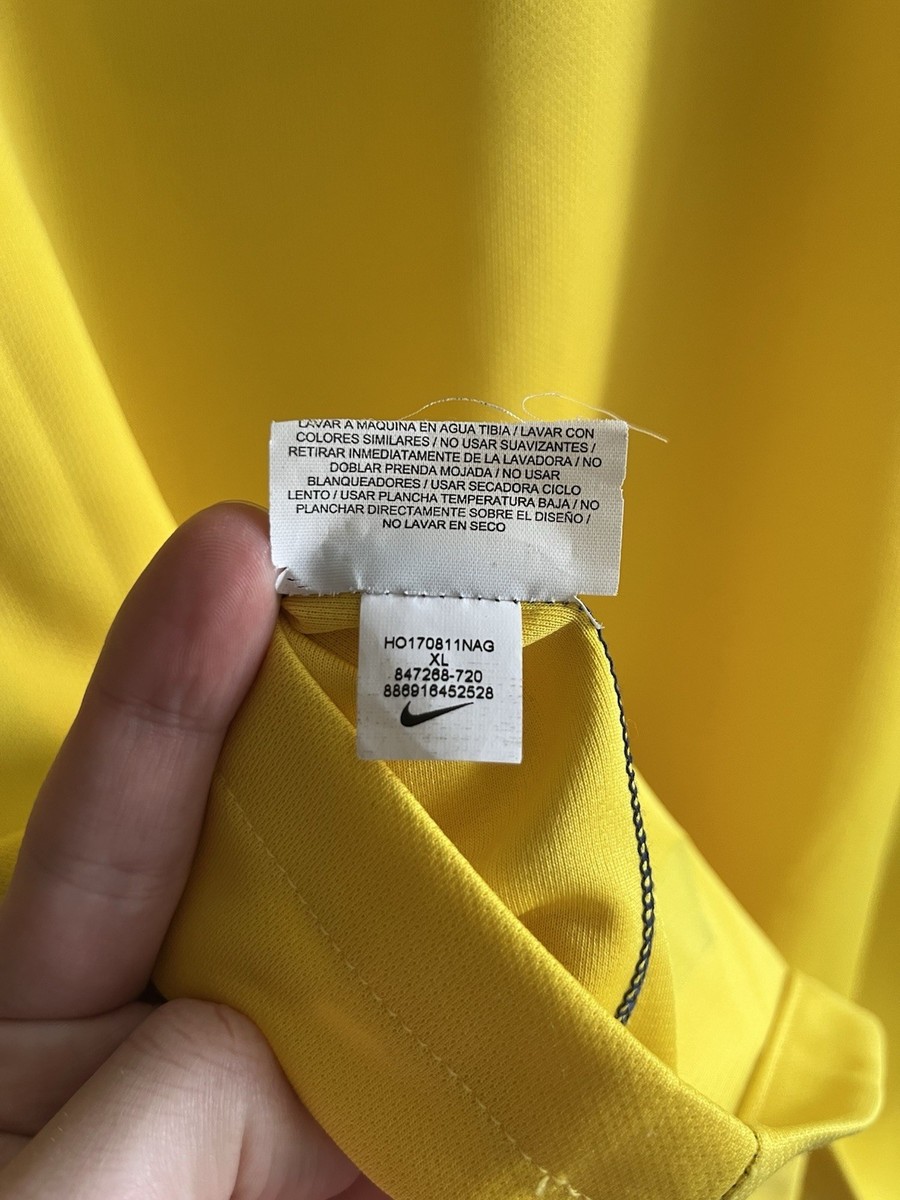 LAVAR A MAQUINA EN AGUA TIBIA / LAVAR CON
COLORES SIMILARES / NO USAR SUAVIZANTES /
RETIRAR INMEDIATAMENTE DE LA LAVADORA / NO
DOBLAR PRENDA MOJADA / NO USAR
BLANQUEADORES / USAR SECADORA CICLO
LENTO / USAR PLANCHA TEMPERATURA BAJA / NO
PLANCHAR DIRECTAMENTE SOBRE EL DISEÑO /
NO LAVAR EN SECO
HO170811NAG
XL
847268-720
886916452528